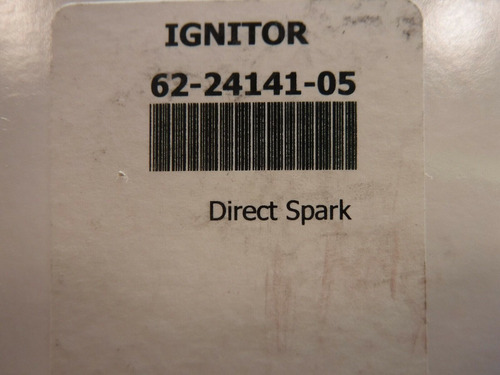 IGNITOR
62-24141-05
Direct Spark